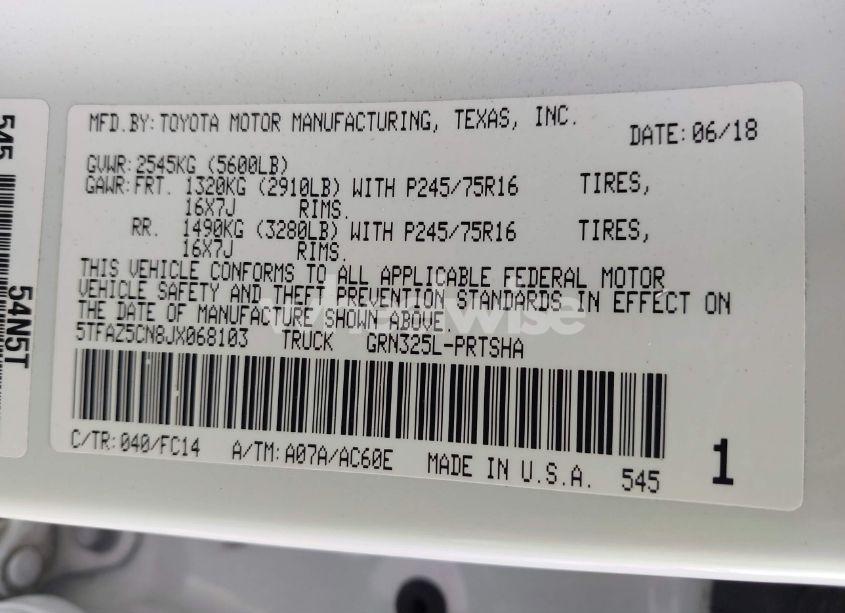 MFD.BY:TOYOTA MOTOR MANUFACTURING, TEXAS, INC. DATE:06/18
GVWR:2545KG (5600LB)
GAWR:FRT. 1320KG (2910LB) WITH P245/75R16 TIRES,
16X7J RIMS.
RR. 1490KG (3280LB) WITH P245/75R16 TIRES,
16X7J RIMS.
THIS VEHICLE CONFORMS TO ALL APPLICABLE FEDERAL MOTOR
VEHICLE SAFETY AND THEFT PREVENTION STANDARDS IN EFFECT ON
THE DATE OF MANUFACTURE SHOWN ABOVE.
5TFAZ5CN8JX068103 TRUCK GRN325L-PRTSHA
C/TR:040/FC14 A/TM:A07A/AC60E MADE IN U.S.A. 545 1
545
54N5T